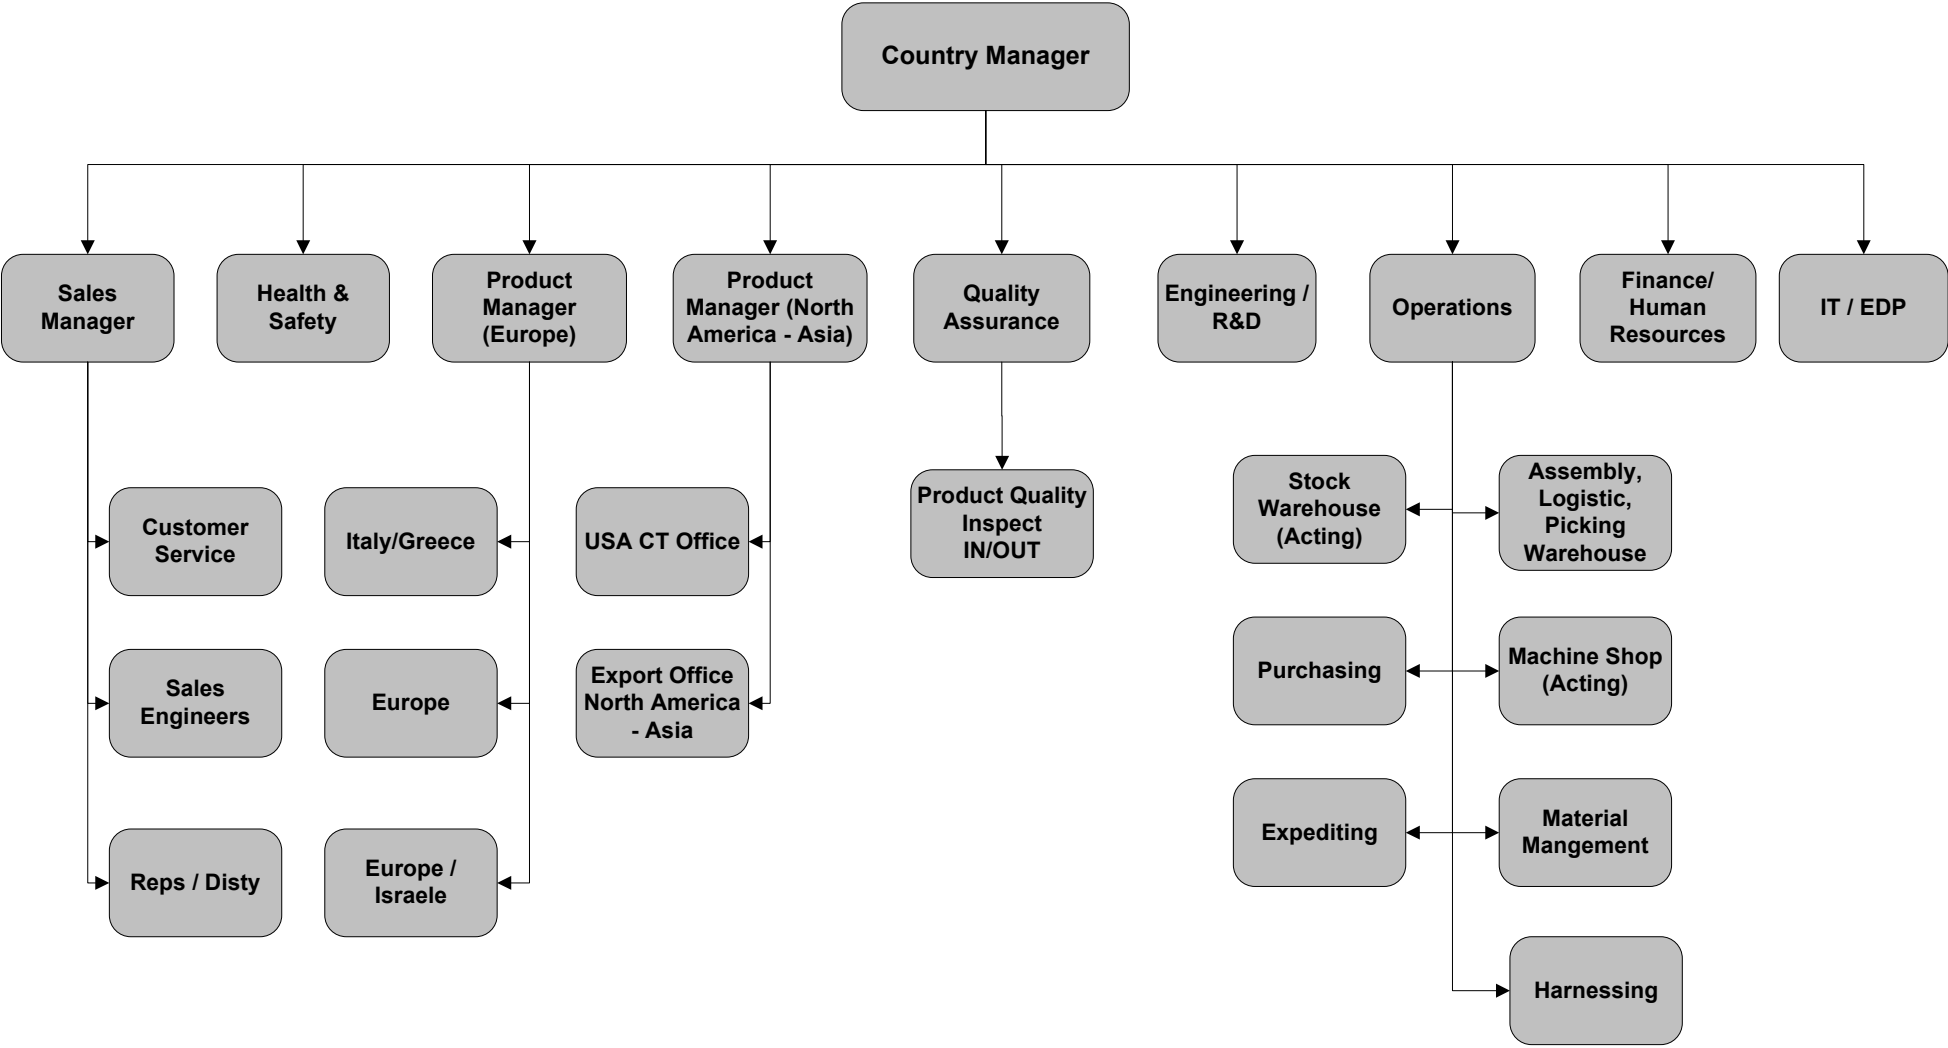 Country Manager
Sales
Manager
Health &
Safety
Product
Manager
(Europe)
Product
Manager (North
America - Asia)
Quality
Assurance
Engineering /
R&D
Operations
Finance/
Human
Resources
IT / EDP
Customer
Service
Italy/Greece
USA CT Office
Product Quality
Inspect
IN/OUT
Stock
Warehouse
(Acting)
Assembly,
Logistic,
Picking
Warehouse
Sales
Engineers
Europe
Export Office
North America
- Asia
Purchasing
Machine Shop
(Acting)
Reps / Disty
Europe /
Israele
Expediting
Material
Mangement
Harnessing